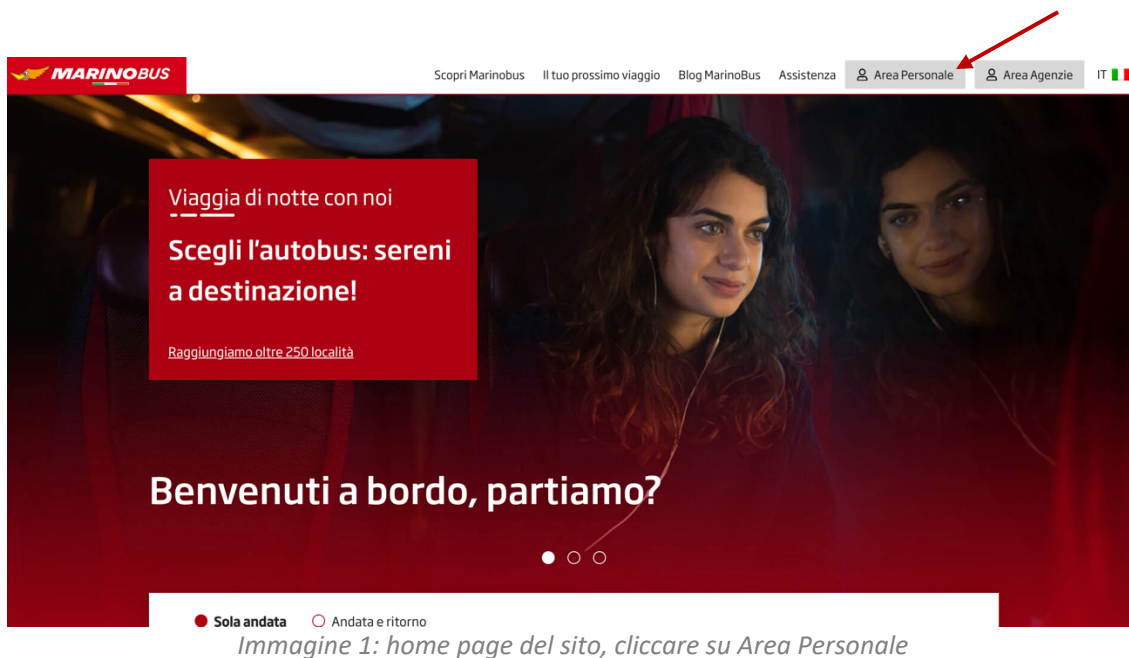 MARINOBUS
Scopri Marinobus Il tuo prossimo viaggio Blog MarinoBus Assistenza Area Personale Area Agenzie IT
Viaggia di notte con noi
Scegli l'autobus: sereni
a destinazione!
Raggiungiamo oltre 250 località
Benvenuti a bordo, partiamo?
Sola andata Andata e ritorno
Immagine 1: home page del sito, cliccare su Area Personale